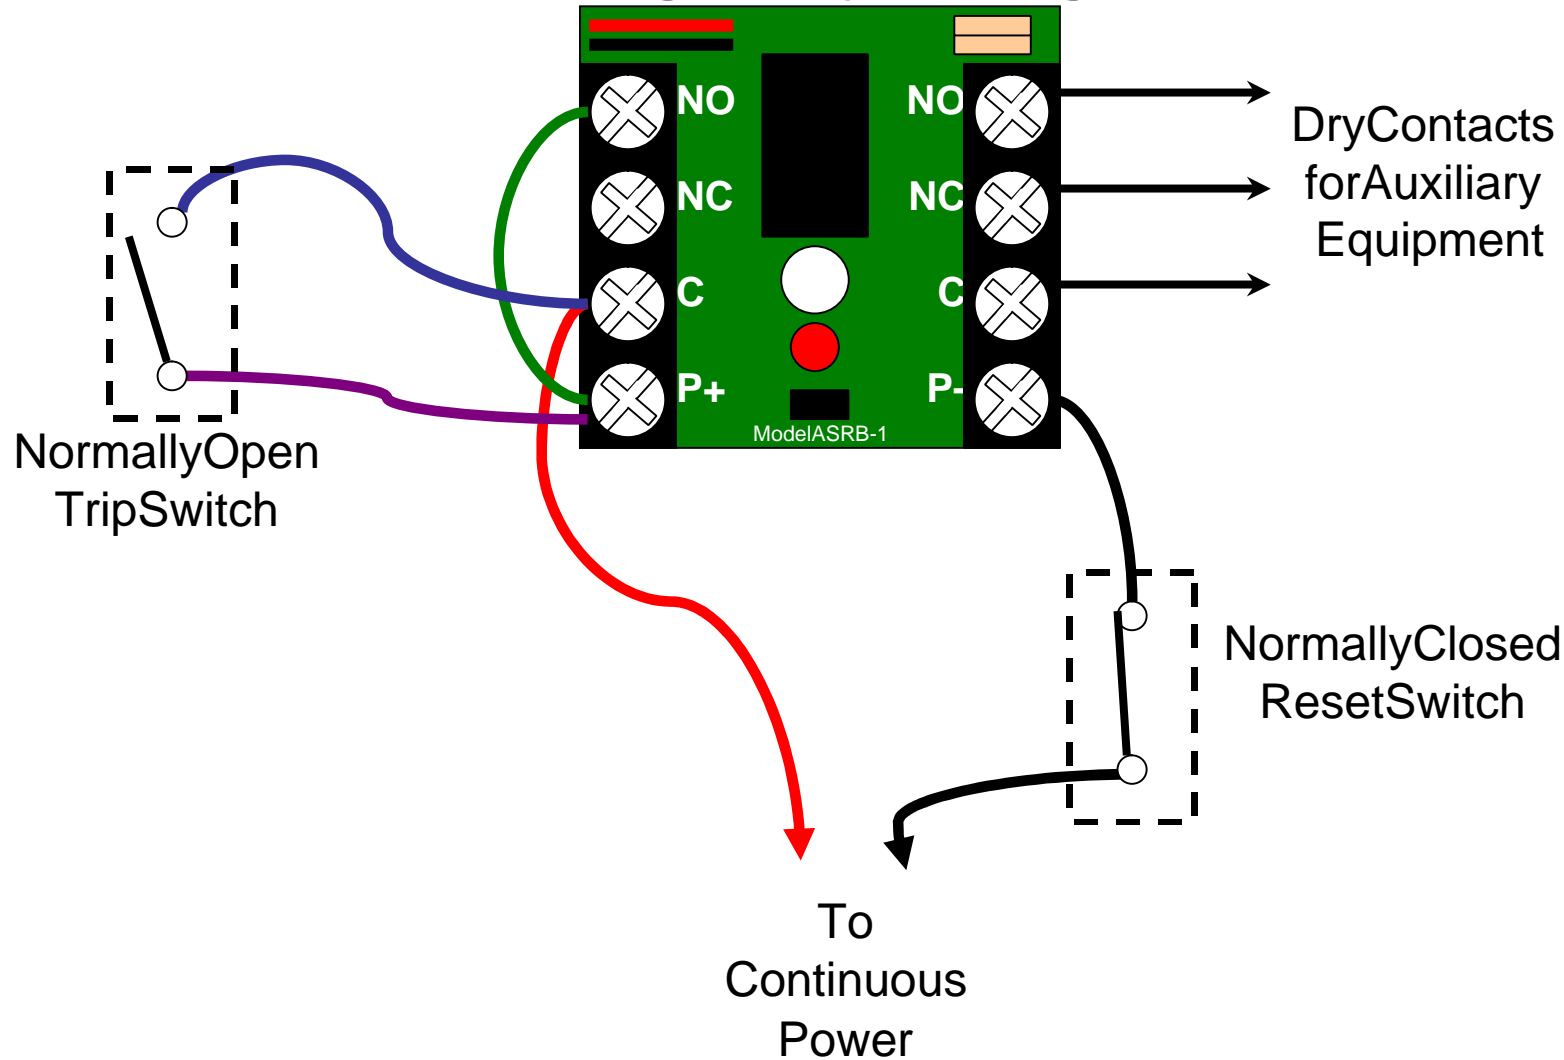 NO
NC
C
P+
NO
NC
C
P-
ModelASRB-1
DryContacts
forAuxiliary
Equipment
NormallyOpen
TripSwitch
NormallyClosed
ResetSwitch
To
Continuous
Power